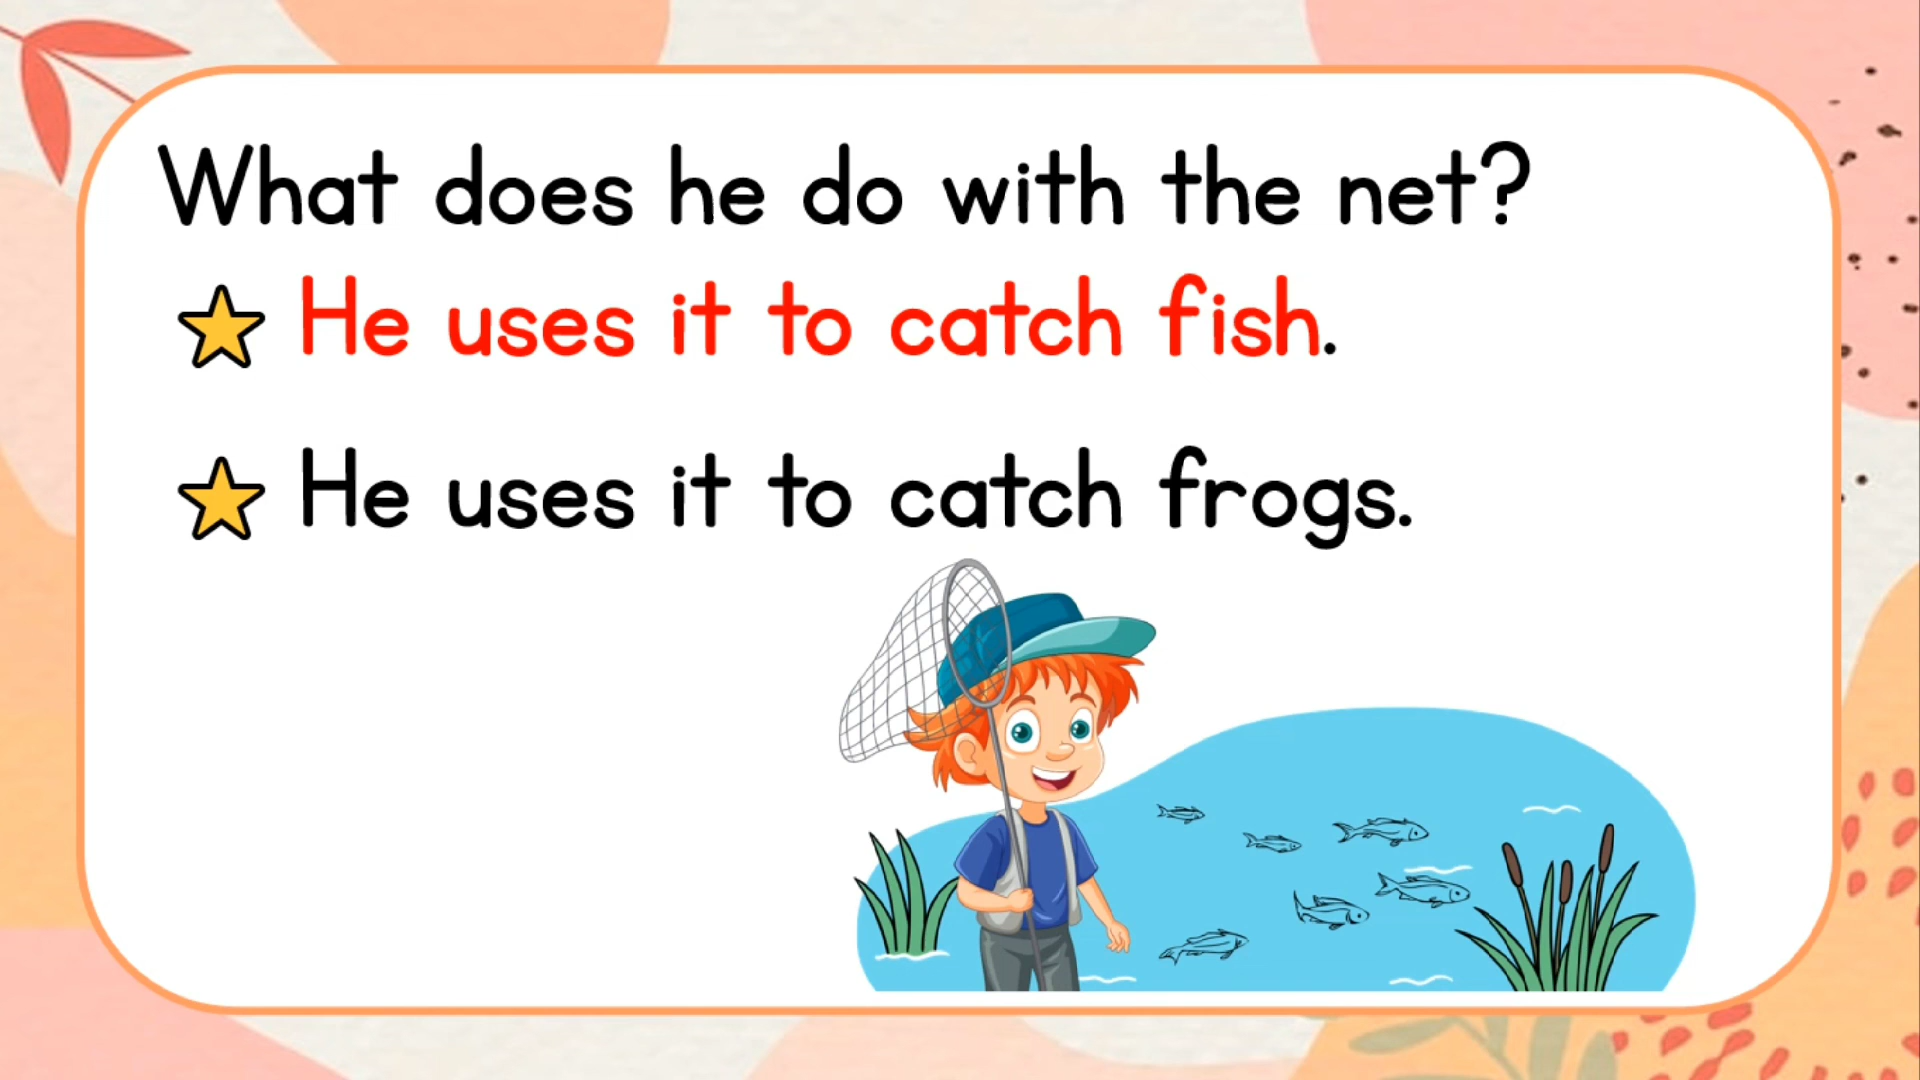 What does he do with the net?
He uses it to catch fish.
He uses it to catch frogs.